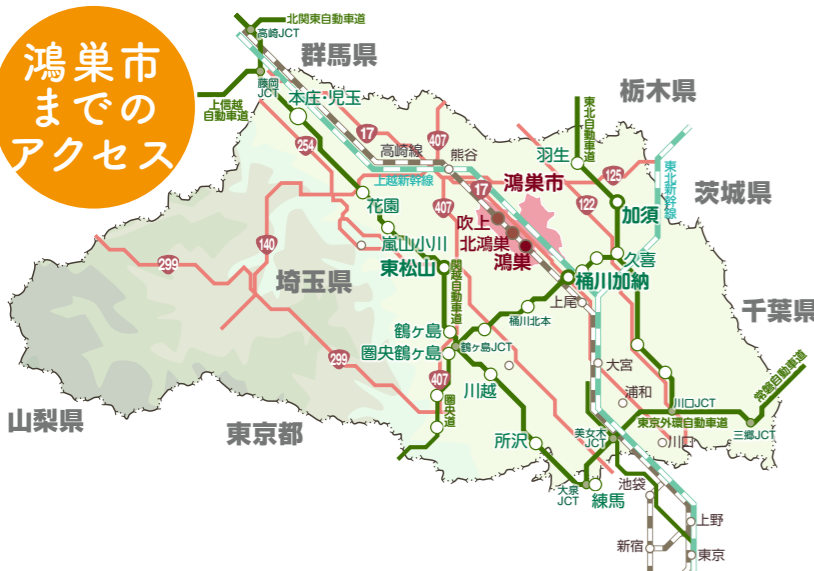 鴻巣市
までの
アクセス
北関東自動車道
高崎JCT
群馬県
藤岡
JCT
上信越
自動車道
本庄・児玉
栃木県
東北自動車道
17
407
254
高崎線
熊谷
羽生
上越新幹線
17
鴻巣市
125
東北新幹線
茨城県
花園
407
122
加須
吹上
北鴻巣
鴻巣
嵐山小川
140
299
東松山
久喜
埼玉県
関越自動車道
桶川加納
上尾
千葉県
桶川北本
鶴ヶ島
鶴ヶ島JCT
圏央鶴ヶ島
299
407
大宮
川越
浦和
常磐自動車道
圏央道
川口JCT
山梨県
東京都
東京外環自動車道
所沢
美女木
JCT
川口
三郷JCT
大泉
JCT
練馬
池袋
上野
新宿
東京